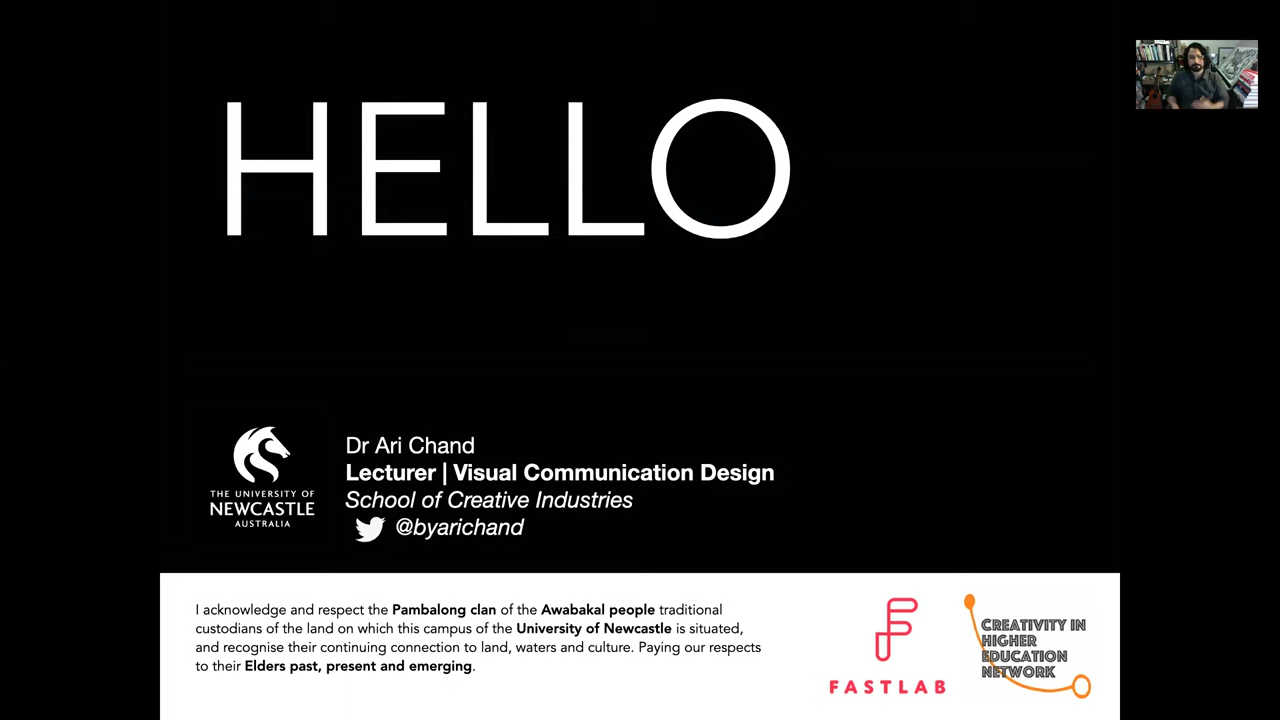 HELLO
THE UNIVERSITY OF
NEWCASTLE
AUSTRALIA
Dr Ari Chand
Lecturer | Visual Communication Design
School of Creative Industries
@byarichand
I acknowledge and respect the Pambalong clan of the Awabakal people traditional
custodians of the land on which this campus of the University of Newcastle is situated,
and recognise their continuing connection to land, waters and culture. Paying our respects
to their Elders past, present and emerging.
FASTLAB
CREATIVITY IN
HIGHER
EDUCATION
NETWORK